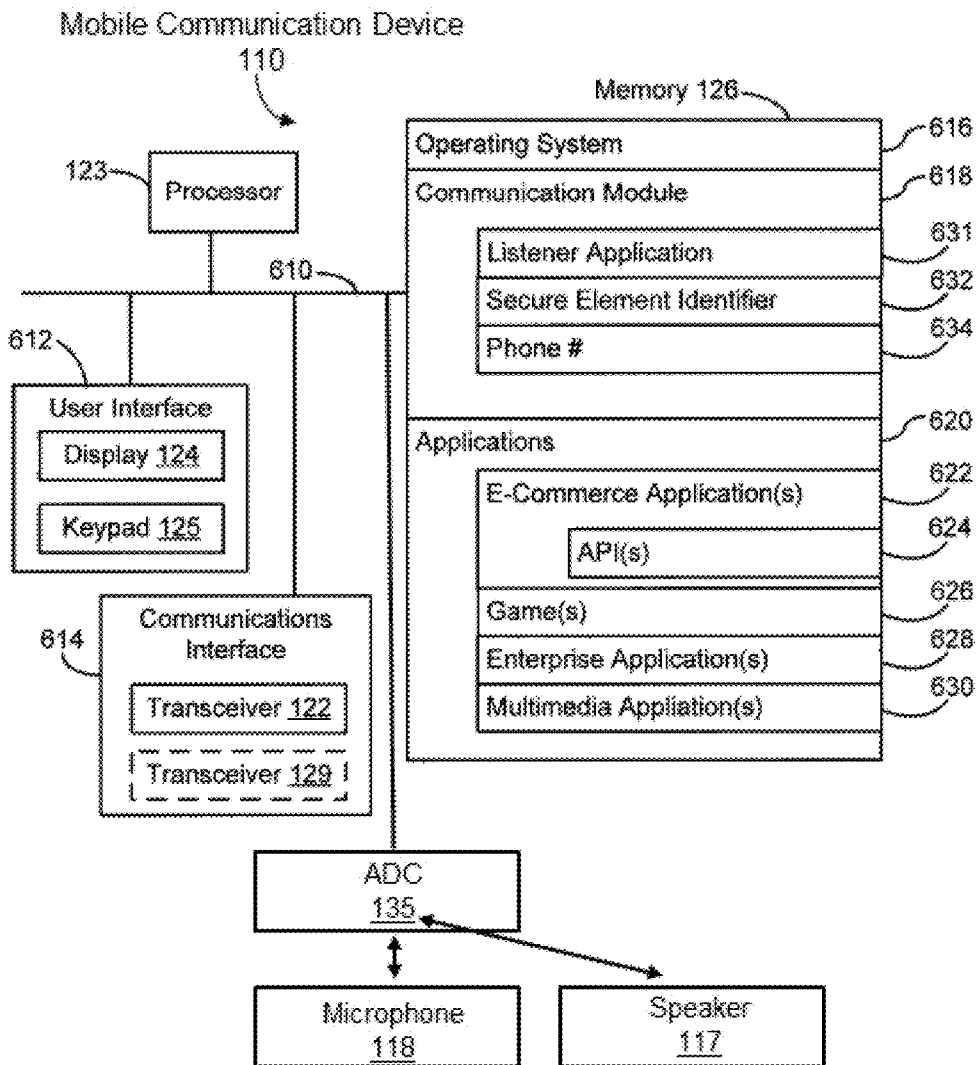 Mobile Communication Device
110
Memory 126
Operating System
616
123
Processor
Communication Module
618
Listener Application
631
610
Secure Element Identifier
632
Phone #
634
612
User Interface
Display 124
Keypad 125
Applications
620
E-Commerce Application(s)
622
API(s)
624
Game(s)
626
Enterprise Application(s)
628
Multimedia Appliation(s)
630
614
Communications
Interface
Transceiver 122
Transceiver 129
ADC
135
Microphone
118
Speaker
117